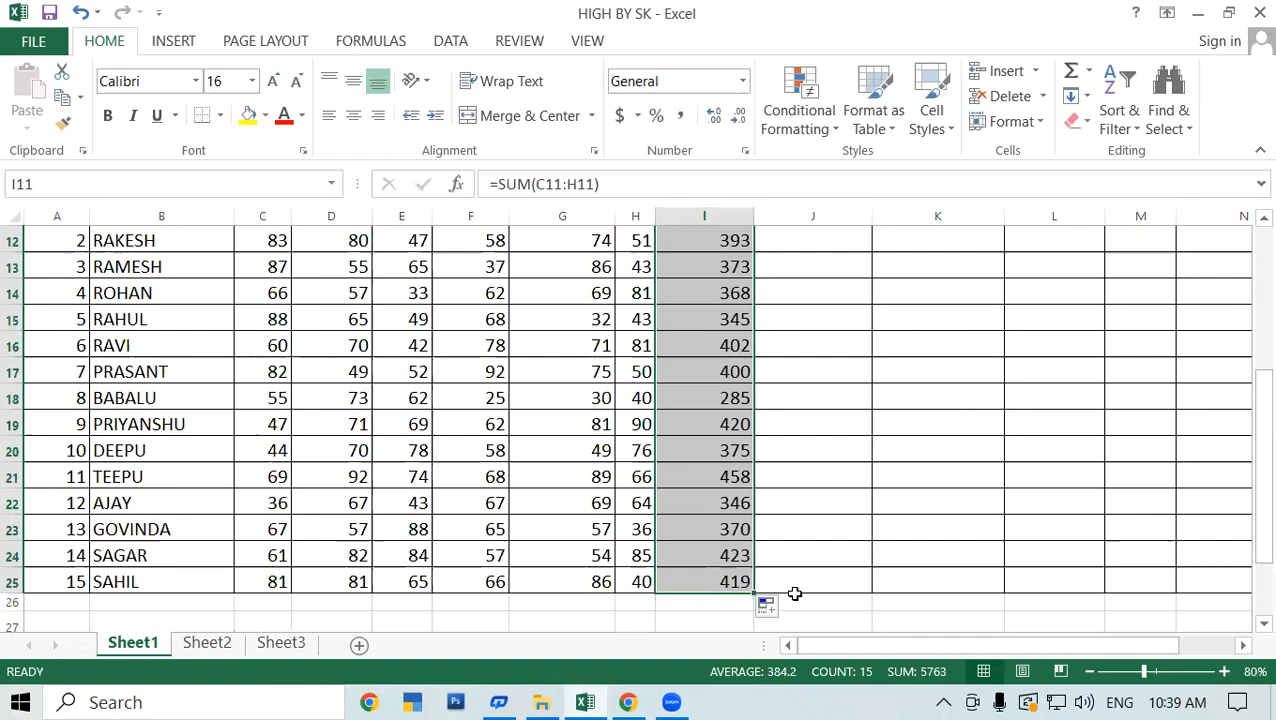 HIGH BY SK - Excel
?
FILE HOME INSERT PAGE LAYOUT FORMULAS DATA REVIEW VIEW Sign in
Paste
Calibri 16
B I U A
Wrap Text
Merge & Center
General
$ % ,
Conditional Formatting
Format as Table
Cell Styles
Insert
Delete
Format
Sort & Filter
Find & Select
Clipboard Font Alignment Number Styles Cells Editing
I11 fx =SUM(C11:H11)
A B C D E F G H I J K L M N
12 2 RAKESH 83 80 47 58 74 51 393
13 3 RAMESH 87 55 65 37 86 43 373
14 4 ROHAN 66 57 33 62 69 81 368
15 5 RAHUL 88 65 49 68 32 43 345
16 6 RAVI 60 70 42 78 71 81 402
17 7 PRASANT 82 49 52 92 75 50 400
18 8 BABALU 55 73 62 25 30 40 285
19 9 PRIYANSHU 47 71 69 62 81 90 420
20 10 DEEPU 44 70 78 58 49 76 375
21 11 TEEPU 69 92 74 68 89 66 458
22 12 AJAY 36 67 43 67 69 64 346
23 13 GOVINDA 67 57 88 65 57 36 370
24 14 SAGAR 61 82 84 57 54 85 423
25 15 SAHIL 81 81 65 66 86 40 419
26
27
Sheet1 Sheet2 Sheet3
READY AVERAGE: 384.2 COUNT: 15 SUM: 5763 80%
Search ENG 10:39 AM